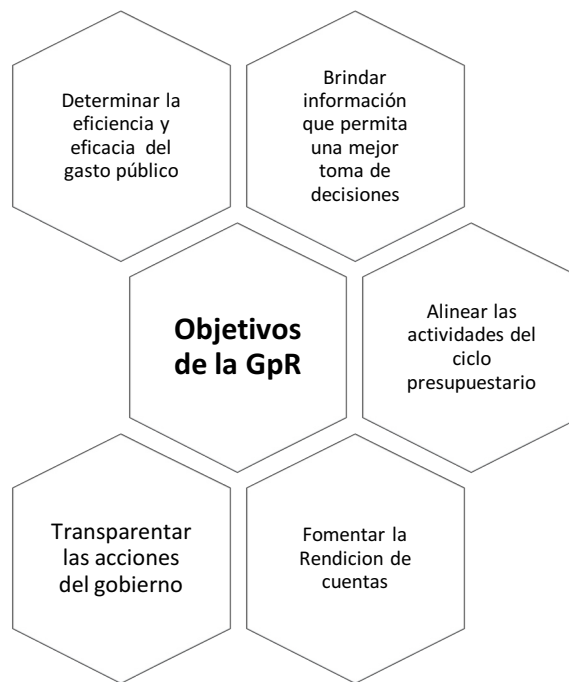 Determinar la
eficiencia y
eficacia del
gasto público
Brindar
información
que permita
una mejor
toma de
decisiones
Objetivos
de la GpR
Alinear las
actividades del
ciclo
presupuestario
Transparentar
las acciones
del gobierno
Fomentar la
Rendicion de
cuentas